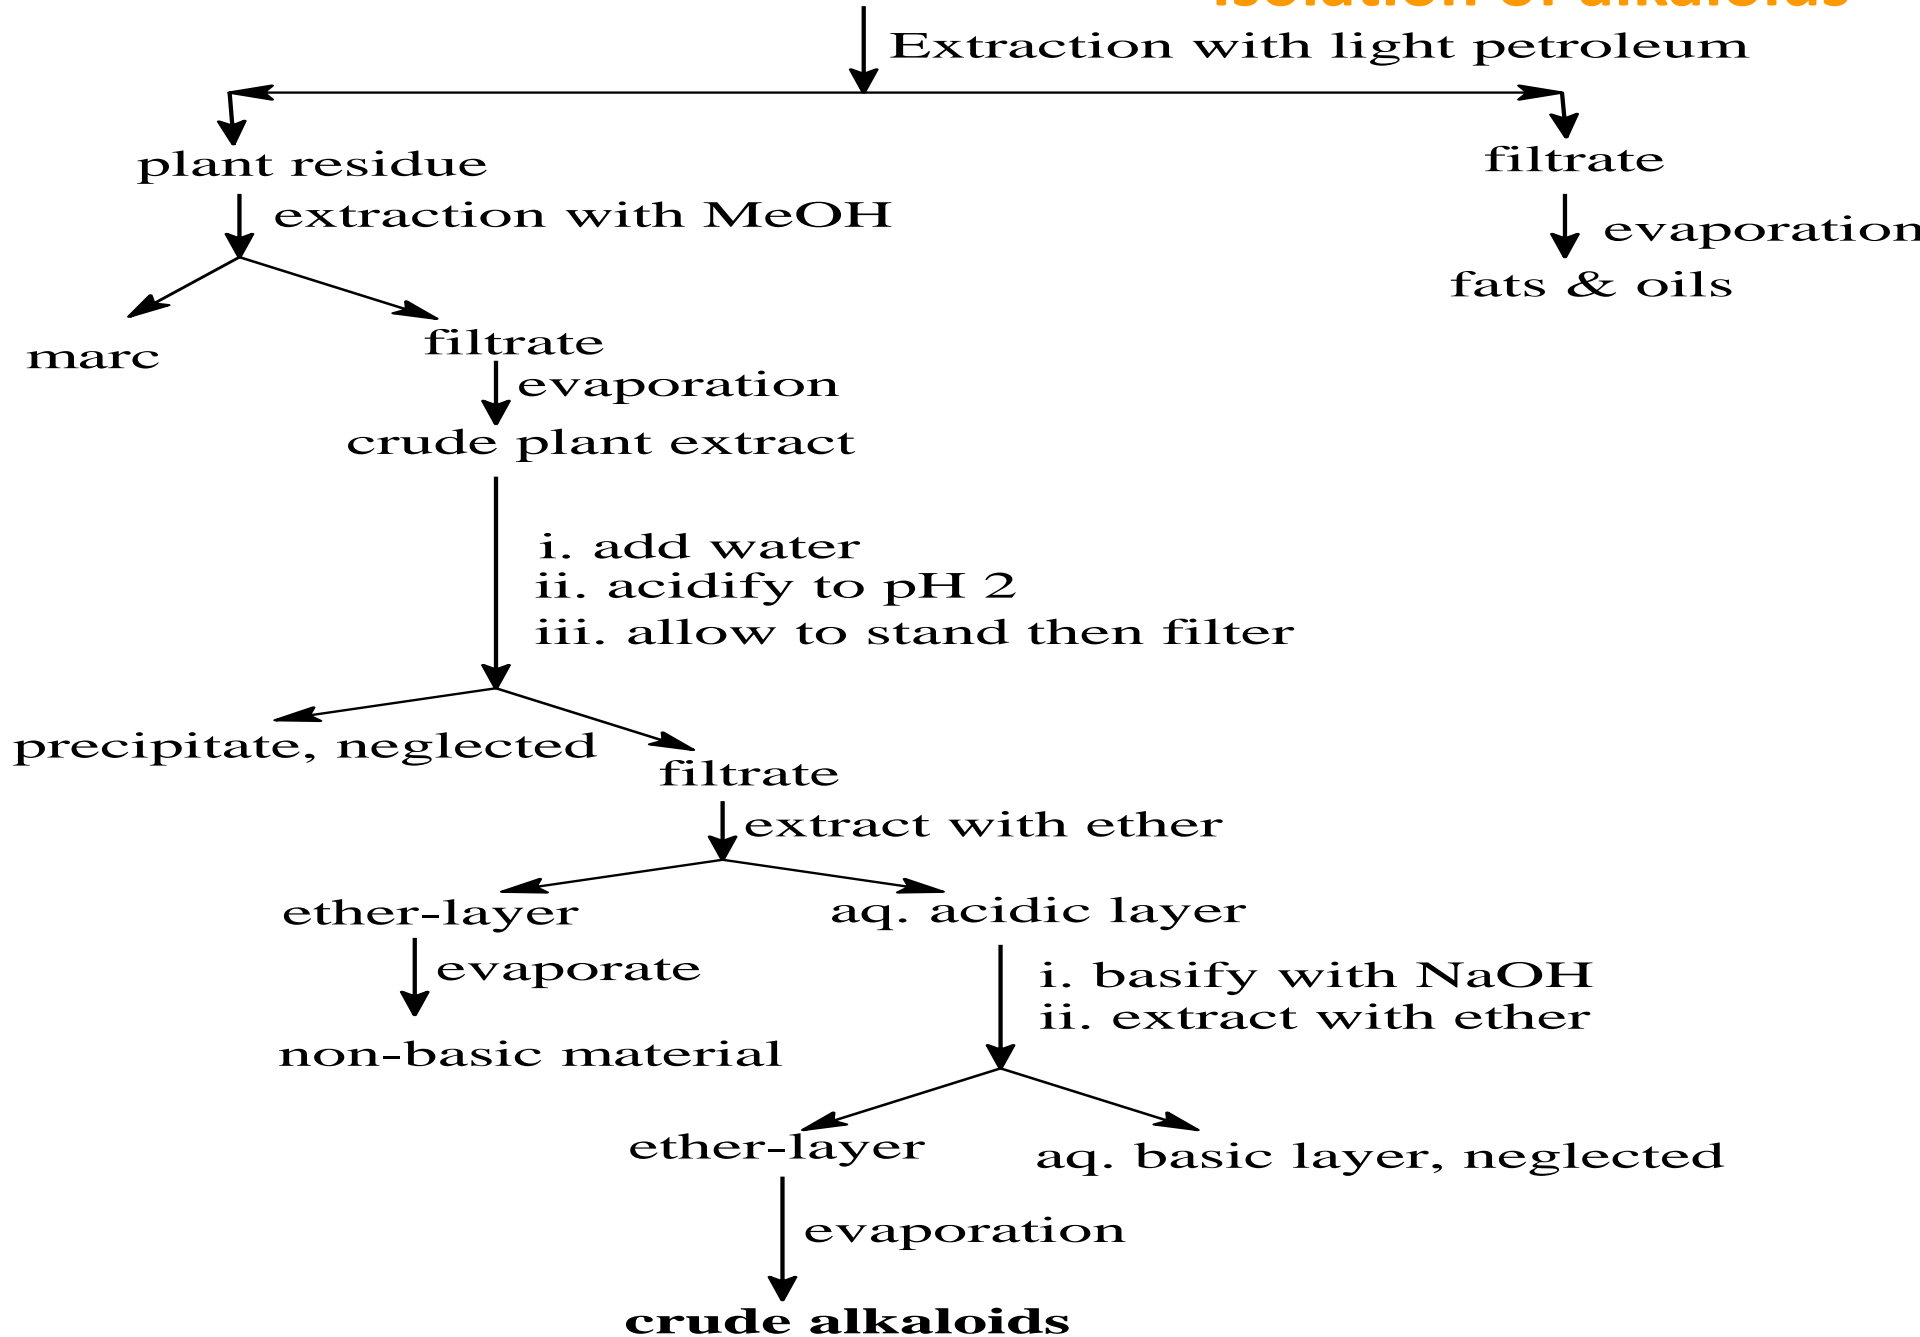 Isolation of alkaloids
Extraction with light petroleum
plant residue
filtrate
extraction with MeOH
evaporation
fats & oils
marc
filtrate
evaporation
crude plant extract
i. add water
ii. acidify to pH 2
iii. allow to stand then filter
precipitate, neglected
filtrate
extract with ether
ether-layer
aq. acidic layer
evaporate
i. basify with NaOH
ii. extract with ether
non-basic material
ether-layer
aq. basic layer, neglected
evaporation
crude alkaloids